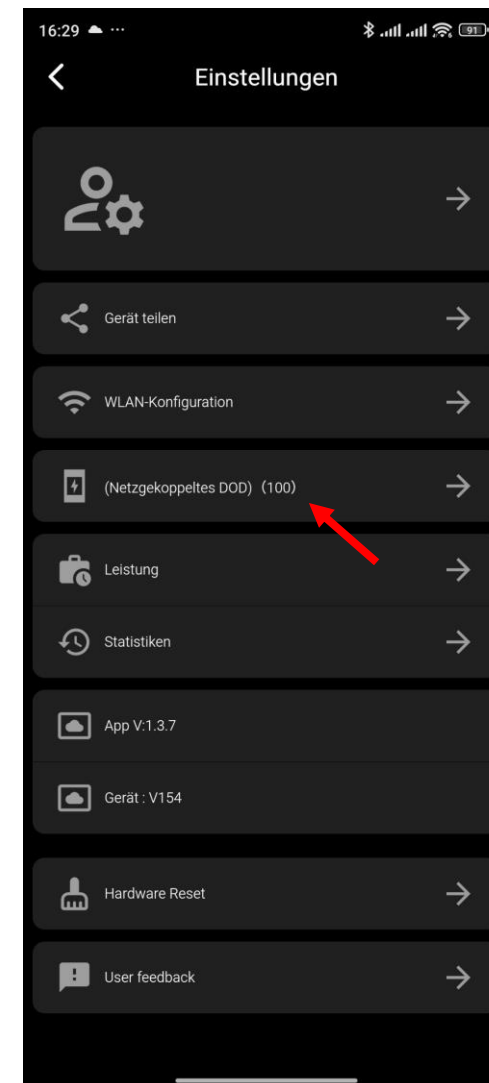 16:29 ... 91
Einstellungen
Gerät teilen
WLAN-Konfiguration
(Netzgekoppeltes DOD)（100）
Leistung
Statistiken
App V:1.3.7
Gerät : V154
Hardware Reset
User feedback